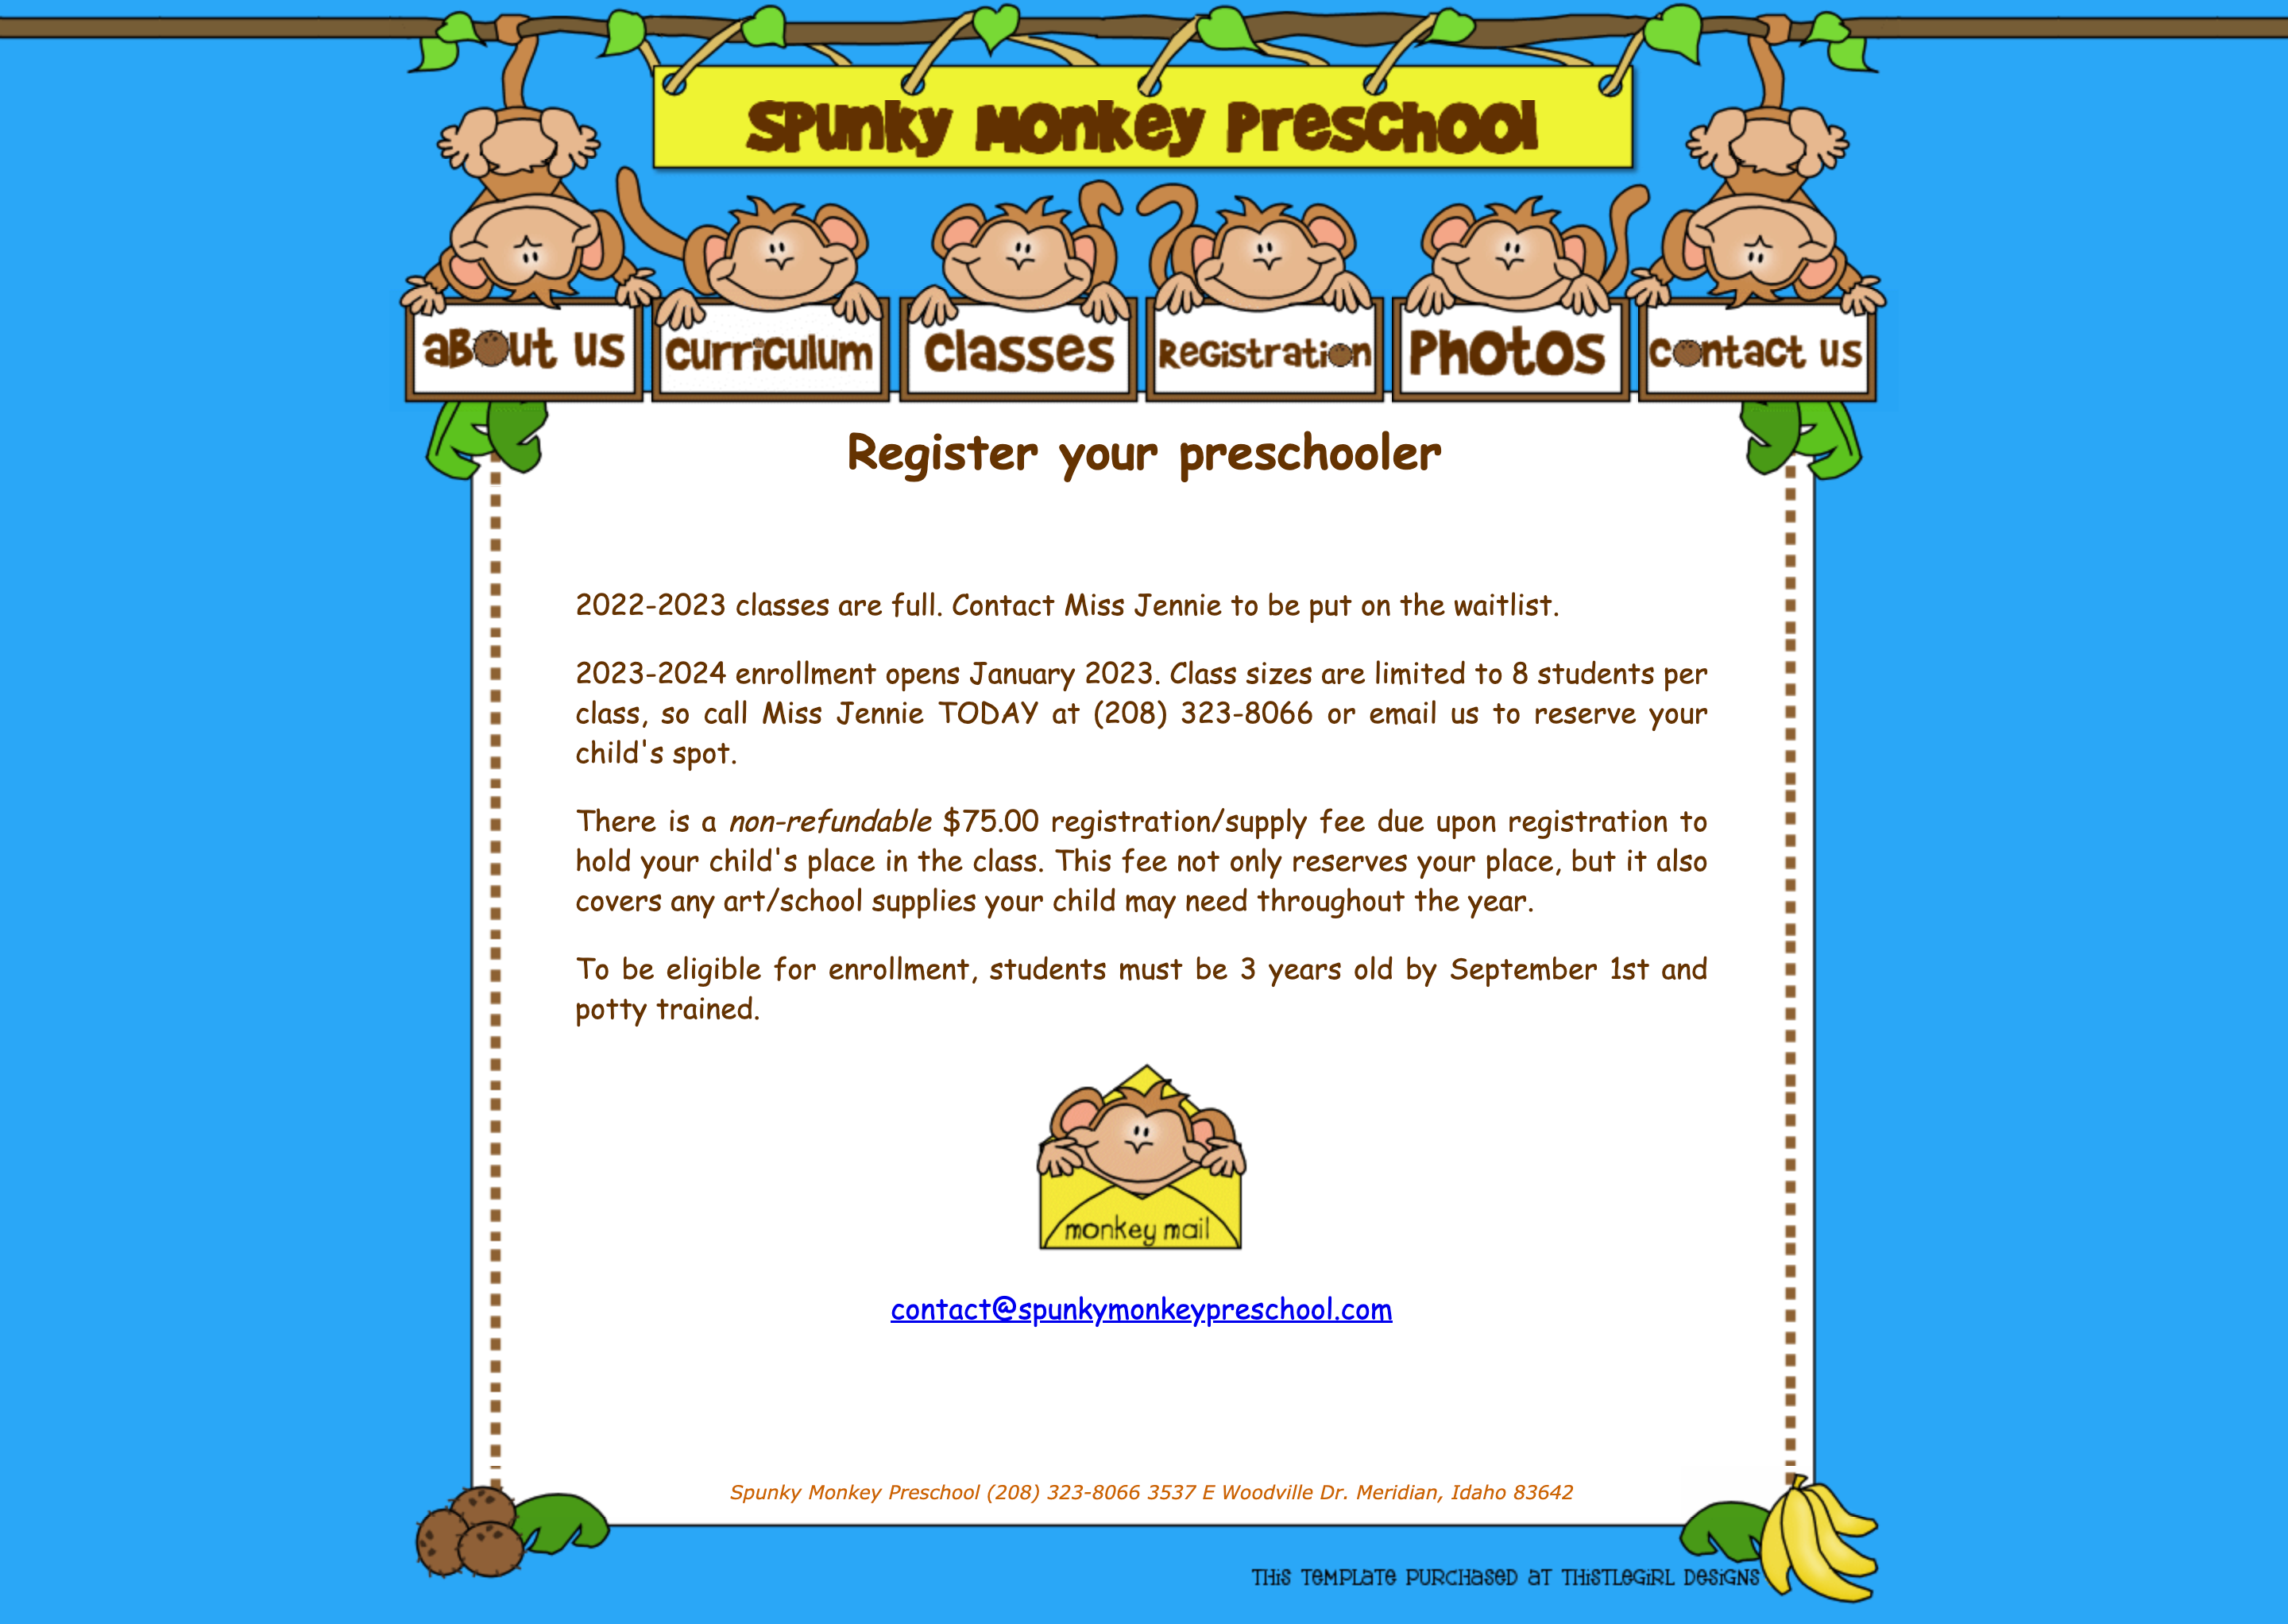 Spunky Monkey Preschool
About Us
Curriculum
Classes
Registration
Photos
Contact Us
Register your preschooler
2022-2023 classes are full. Contact Miss Jennie to be put on the waitlist.
2023-2024 enrollment opens January 2023. Class sizes are limited to 8 students per
class, so call Miss Jennie TODAY at (208) 323-8066 or email us to reserve your
child's spot.
There is a non-refundable $75.00 registration/supply fee due upon registration to
hold your child's place in the class. This fee not only reserves your place, but it also
covers any art/school supplies your child may need throughout the year.
To be eligible for enrollment, students must be 3 years old by September 1st and
potty trained.
monkey mail
contact@spunkymonkeypreschool.com
Spunky Monkey Preschool (208) 323-8066 3537 E Woodville Dr. Meridian, Idaho 83642
THIS TEMPLATE PURCHASED AT THISTLEGIRL DESIGNS